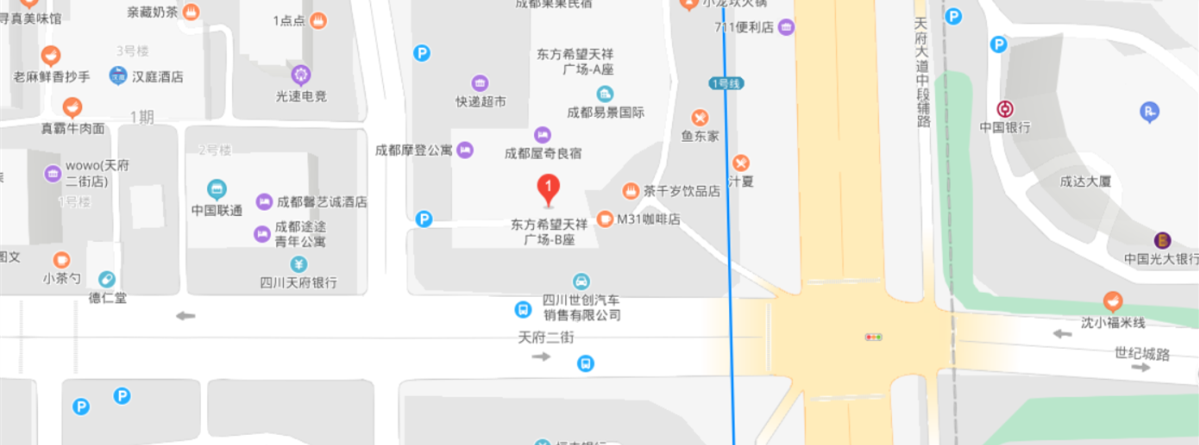 寻真美味馆
亲藏奶茶
1点点
成都果果民宿
小龙坎火锅
711便利店
3号楼
老麻鲜香抄手
汉庭酒店
光速电竞
东方希望天祥
广场-A座
快递超市
成都易景国际
1号线
天府大道中段辅路
中国银行
真霸牛肉面
1期
鱼东家
2号楼
成都摩登公寓
成都屋奇良宿
wowo(天府
二街店)
1号楼
汁夏
成达大厦
中国联通
成都馨艺诚酒店
1
茶千岁饮品店
M31咖啡店
成都途途
青年公寓
东方希望天祥
广场-B座
图文
小茶勺
德仁堂
四川天府银行
中国光大银行
四川世创汽车
销售有限公司
沈小福米线
天府二街
世纪城路
P
P
P
P
P
P